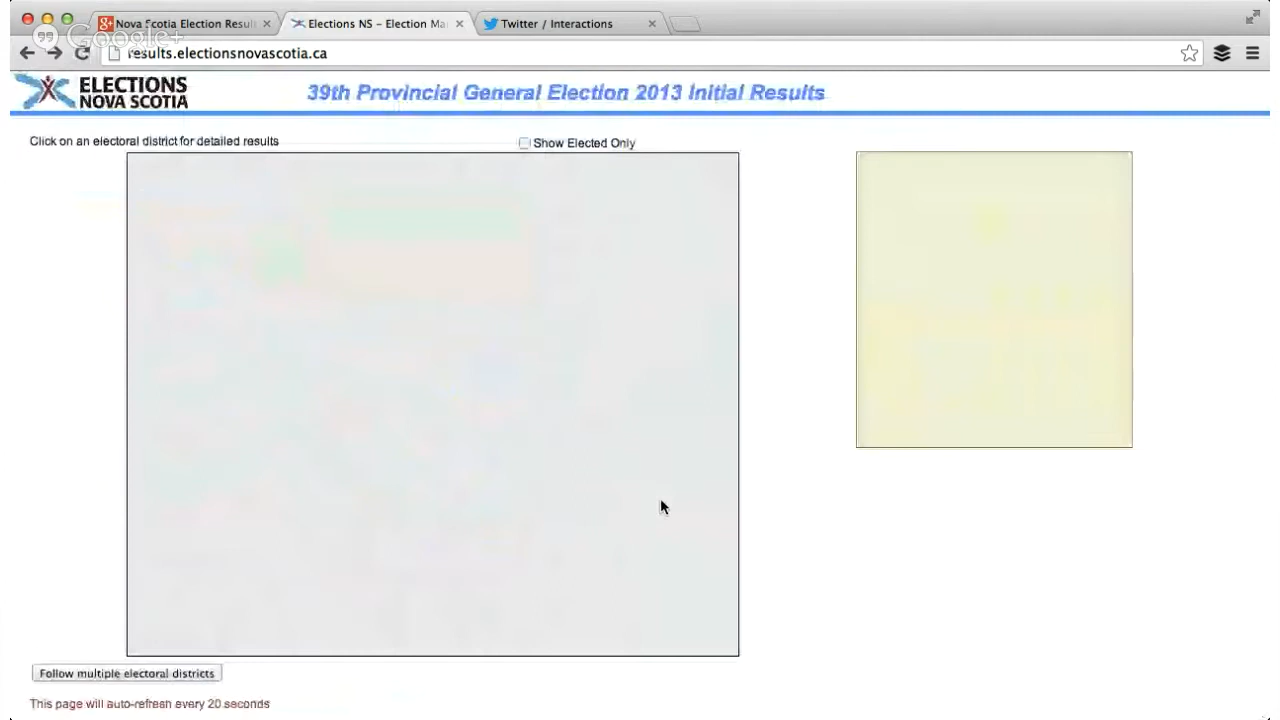 Nova Scotia Election Result
Elections NS – Election Ma
Twitter / Interactions
Google+
results.electionsnovascotia.ca
ELECTIONS
NOVA SCOTIA
39th Provincial General Election 2013 Initial Results
Click on an electoral district for detailed results
Show Elected Only
Follow multiple electoral districts
This page will auto-refresh every 20 seconds